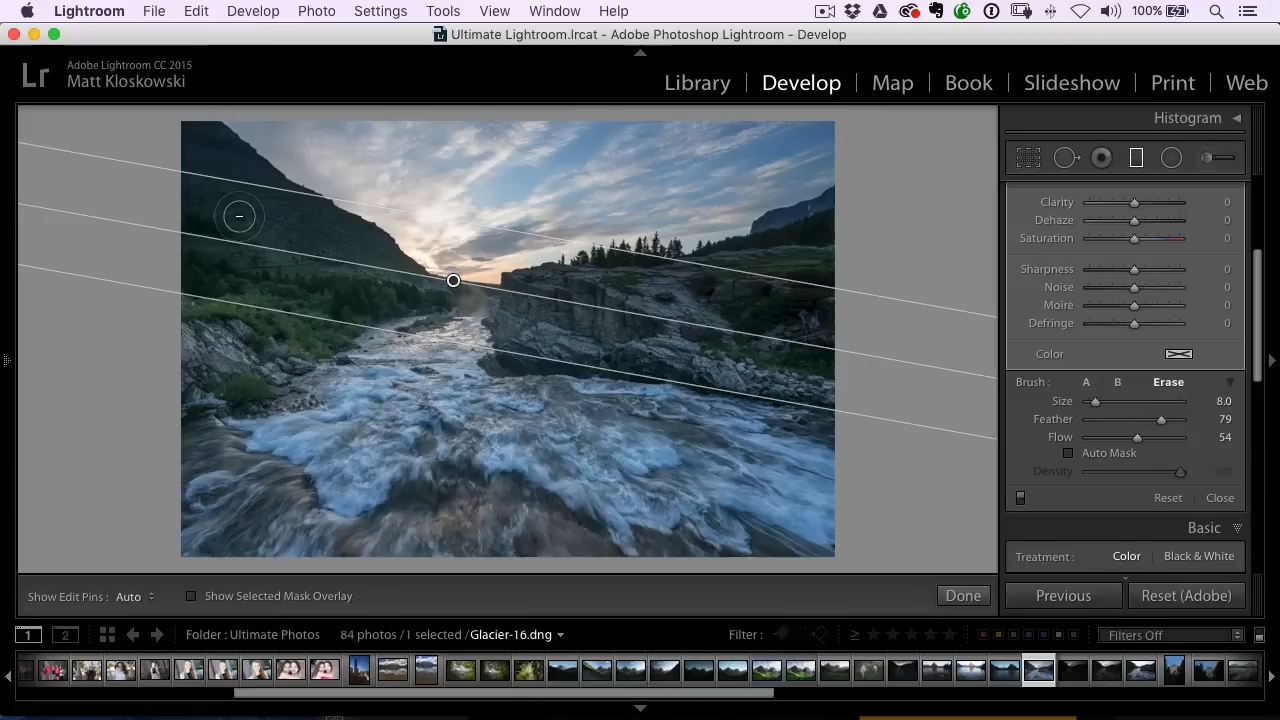 Lightroom File Edit Develop Photo Settings Tools View Window Help 100%
Lr Ultimate Lightroom.lrcat - Adobe Photoshop Lightroom - Develop
Lr Adobe Lightroom CC 2015
Matt Kloskowski
Library | Develop | Map | Book | Slideshow | Print | Web
Histogram
Clarity 0
Dehaze 0
Saturation 0
Sharpness 0
Noise 0
Moire 0
Defringe 0
Color
Brush : A B Erase
Size 8.0
Feather 79
Flow 54
Auto Mask
Density 100
Reset Close
Basic
Treatment : Color | Black & White
Show Edit Pins : Auto Show Selected Mask Overlay Done
Previous Reset (Adobe)
1 2 Folder : Ultimate Photos 84 photos /1 selected /Glacier-16.dng Filter : ≥ Filters Off